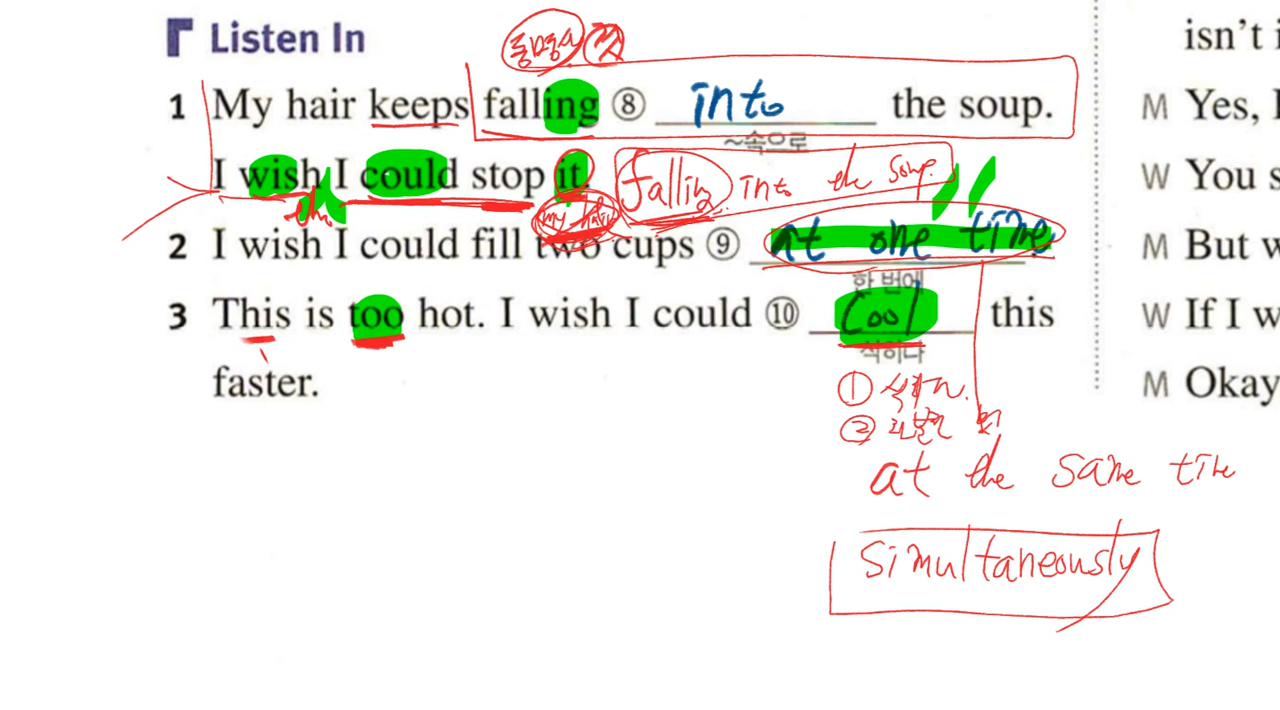 Listen In
동명사 것
1 My hair keeps falling ⑧ into the soup.
~속으로
I wish I could stop it falling into the soup.
my hair
2 I wish I could fill two cups ⑨ at one time
한 번에
3 This is too hot. I wish I could ⑩ cool this
식히다
faster.
①
②
at the same time
simultaneously
isn't i
M Yes, I
W You s
M But w
W If I w
M Okay